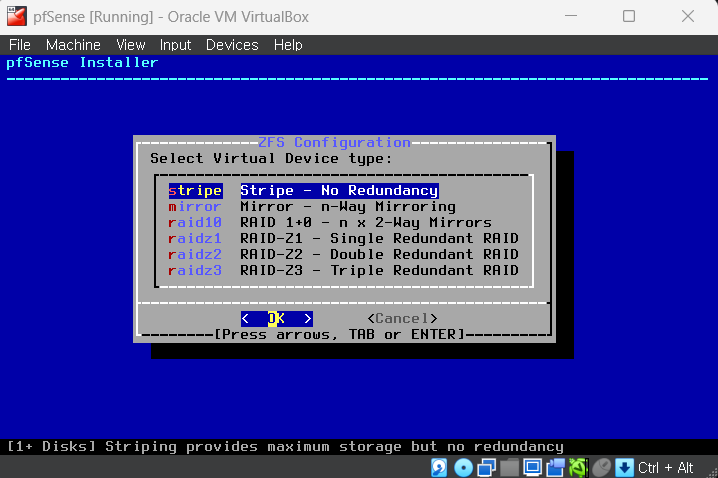 pfSense [Running] - Oracle VM VirtualBox
File Machine View Input Devices Help
pfSense Installer
ZFS Configuration
Select Virtual Device type:
stripe Stripe - No Redundancy
mirror Mirror - n-Way Mirroring
raid10 RAID 1+0 - n x 2-Way Mirrors
raidz1 RAID-Z1 - Single Redundant RAID
raidz2 RAID-Z2 - Double Redundant RAID
raidz3 RAID-Z3 - Triple Redundant RAID
< OK > <Cancel>
[Press arrows, TAB or ENTER]
[1+ Disks] Striping provides maximum storage but no redundancy
Ctrl + Alt